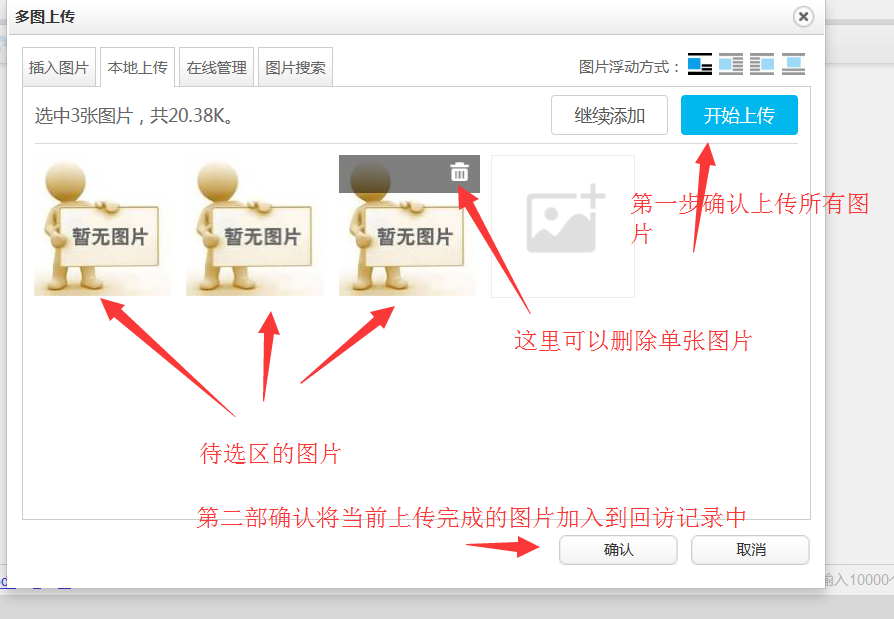 多图上传
插入图片 本地上传 在线管理 图片搜索 图片浮动方式：
选中3张图片，共20.38K。 继续添加 开始上传
暂无图片 暂无图片 暂无图片
第一步确认上传所有图
片
这里可以删除单张图片
待选区的图片
第二部确认将当前上传完成的图片加入到回访记录中
确认 取消
输入10000个